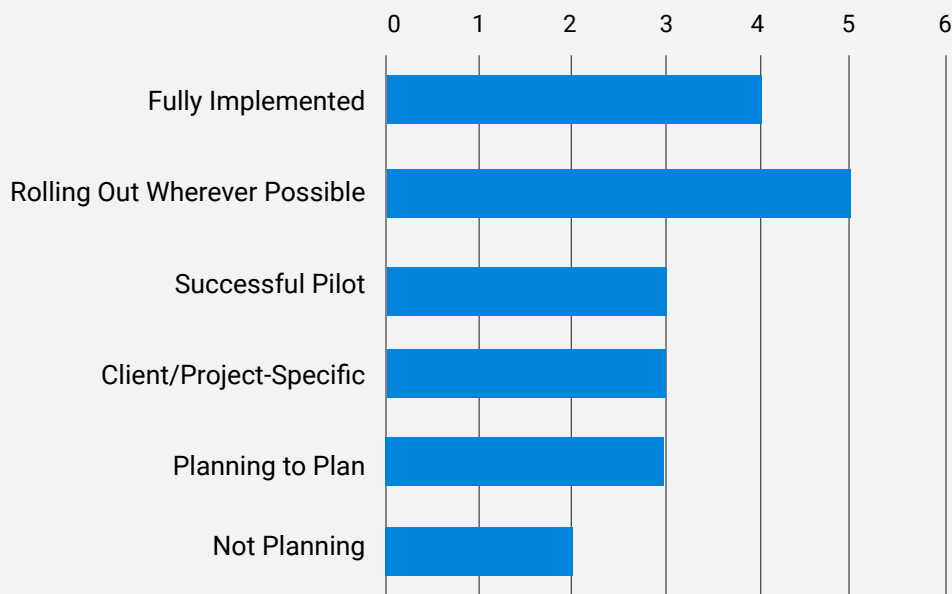 0 1 2 3 4 5 6
Fully Implemented
Rolling Out Wherever Possible
Successful Pilot
Client/Project-Specific
Planning to Plan
Not Planning